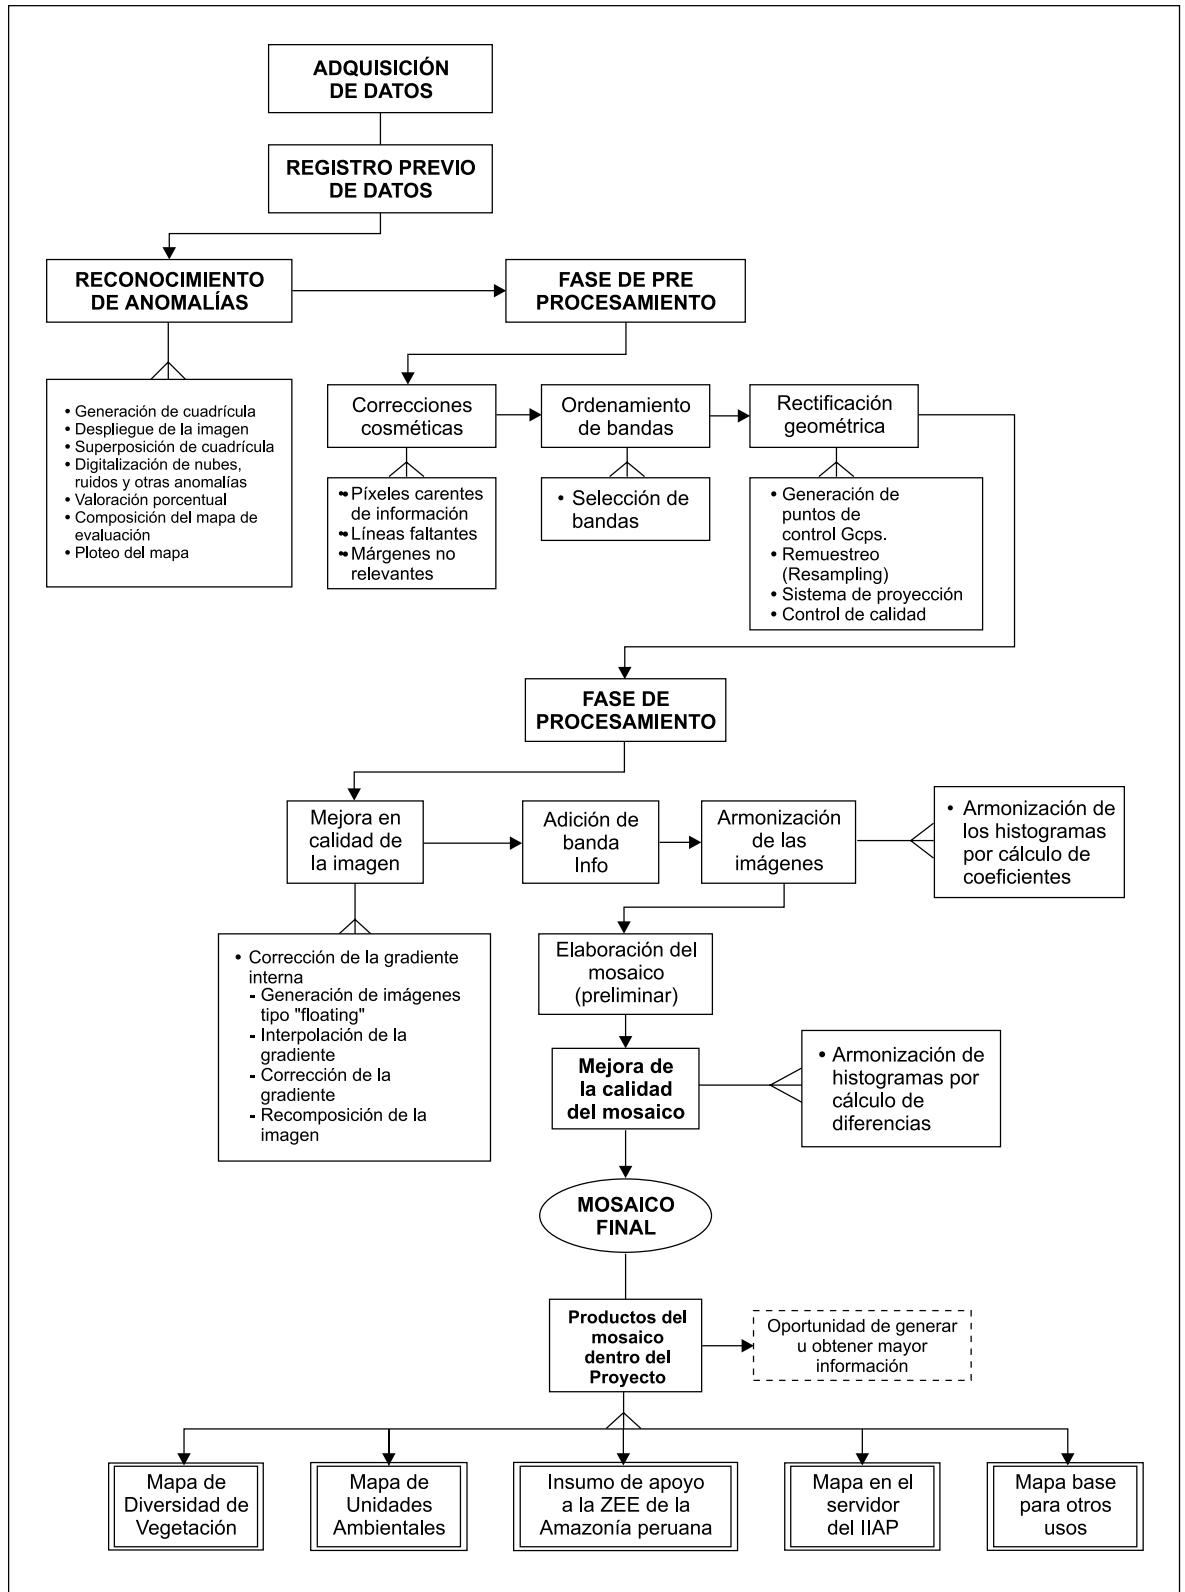 ADQUISICIÓN
DE DATOS
REGISTRO PREVIO
DE DATOS
RECONOCIMIENTO
DE ANOMALÍAS
FASE DE PRE
PROCESAMIENTO
• Generación de cuadrícula
• Despliegue de la imagen
• Superposición de cuadrícula
• Digitalización de nubes,
ruidos y otras anomalías
• Valoración porcentual
• Composición del mapa de
evaluación
• Ploteo del mapa
Correcciones
cosméticas
Ordenamiento
de bandas
Rectificación
geométrica
• Píxeles carentes
de información
• Líneas faltantes
• Márgenes no
relevantes
• Selección de
bandas
• Generación de
puntos de
control Gcps.
• Remuestreo
(Resampling)
• Sistema de proyección
• Control de calidad
FASE DE
PROCESAMIENTO
Mejora en
calidad de
la imagen
Adición de
banda
Info
Armonización
de las
imágenes
• Armonización de
los histogramas
por cálculo de
coeficientes
• Corrección de la gradiente
interna
- Generación de imágenes
tipo "floating"
- Interpolación de la
gradiente
- Corrección de la
gradiente
- Recomposición de la
imagen
Elaboración del
mosaico
(preliminar)
Mejora de
la calidad
del mosaico
• Armonización de
histogramas por
cálculo de
diferencias
MOSAICO
FINAL
Productos del
mosaico
dentro del
Proyecto
Oportunidad de generar
u obtener mayor
información
Mapa de
Diversidad de
Vegetación
Mapa de
Unidades
Ambientales
Insumo de apoyo
a la ZEE de la
Amazonía peruana
Mapa en el
servidor
del IIAP
Mapa base
para otros
usos